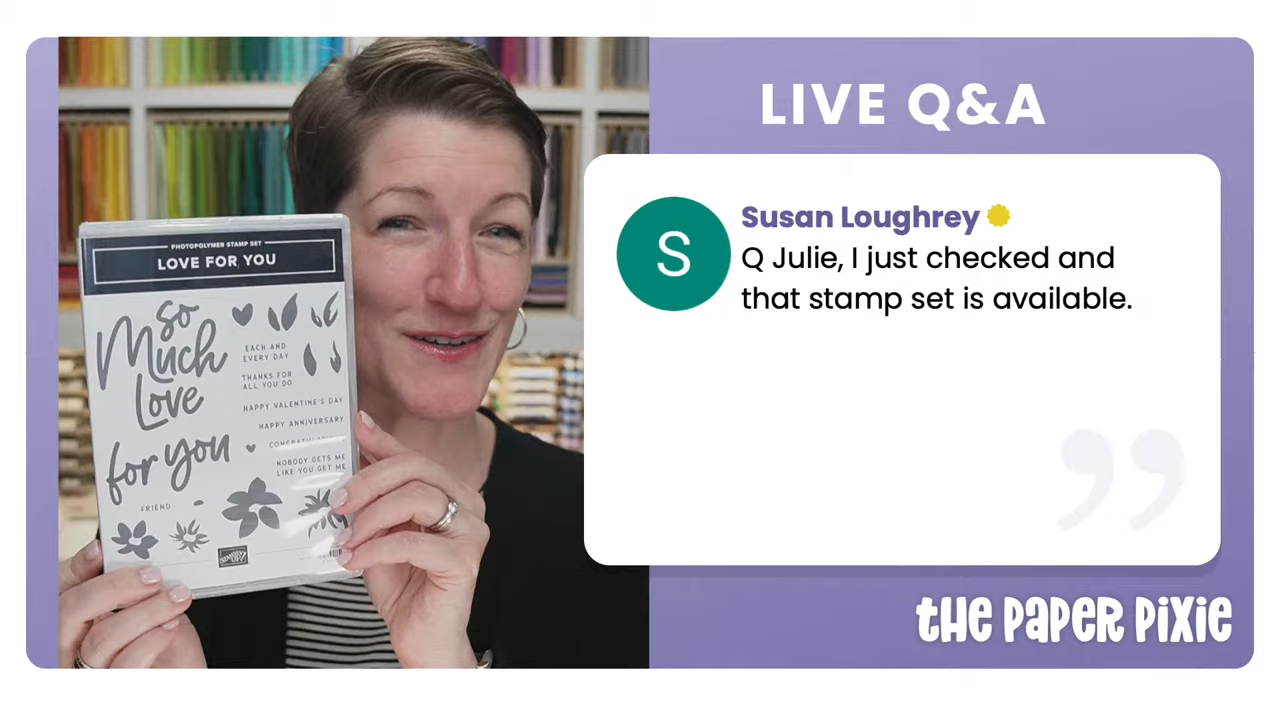 LIVE Q&A
S
Susan Loughrey
Q Julie, I just checked and
that stamp set is available.
THE PAPER PIXIE
PHOTOPOLYMER STAMP SET
LOVE FOR YOU
so
Much
Love
for you
EACH AND
EVERY DAY
THANKS FOR
ALL YOU DO
HAPPY VALENTINE'S DAY
HAPPY ANNIVERSARY
NOBODY GETS ME
LIKE YOU GET ME
FRIEND
STAMPIN' UP!